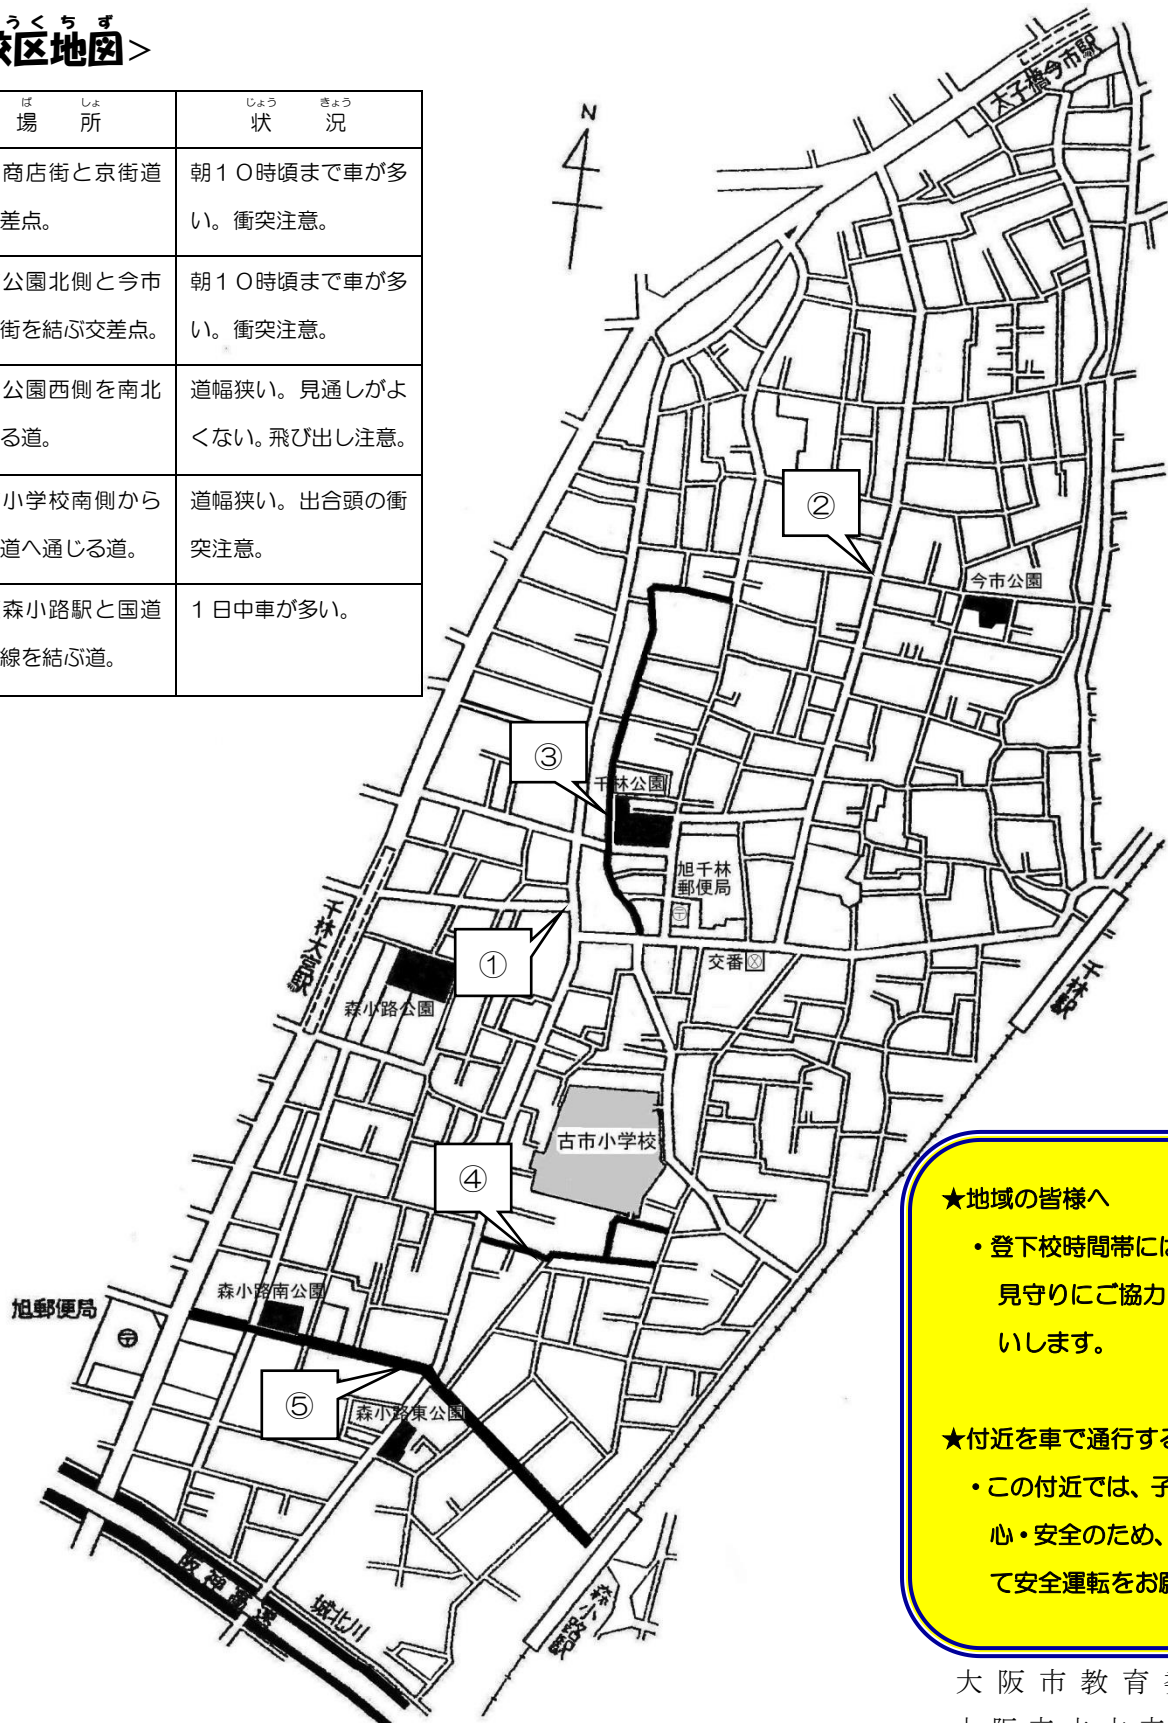 うくちず
校区地図＞
ばしょ
場所
じょうきょう
状況
商店街と京街道
差点。
朝１０時頃まで車が多
い。衝突注意。
公園北側と今市
街を結ぶ交差点。
朝１０時頃まで車が多
い。衝突注意。
公園西側を南北
る道。
道幅狭い。見通しがよ
くない。飛び出し注意。
小学校南側から
道へ通じる道。
道幅狭い。出合頭の衝
突注意。
森小路駅と国道
線を結ぶ道。
１日中車が多い。
N
太子橋今市駅
②
今市公園
③
千林公園
旭千林
郵便局
〒
①
交番
千林大宮駅
森小路公園
千林駅
古市小学校
④
森小路南公園
旭郵便局
〒
⑤
森小路東公園
阪神高速
城北川
森小路駅
★地域の皆様へ
・登下校時間帯に
見守りにご協力
いします。
★付近を車で通行する
・この付近では、子
心・安全のため、
て安全運転をお願
大阪市教育